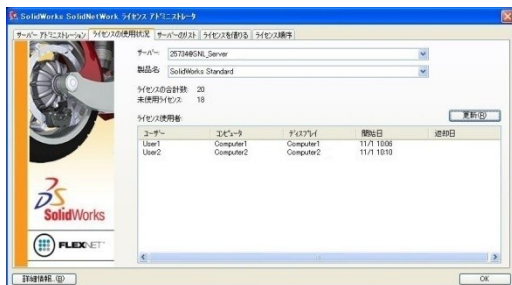 SolidWorks SolidNetWork ライセンス アドミニストレータ
サーバー アドミニストレーション ライセンスの使用状況 サーバーのリスト ライセンスを借りる ライセンス順序
サーバー: 25734@SNL_Server
製品名: SolidWorks Standard
ライセンスの合計数: 20
未使用ライセンス: 18
ライセンス使用者:
更新(R)
ユーザー コンピュータ ディスプレイ 開始日 返却日
User1 Computer1 Computer1 11/1 10:06
User2 Computer2 Computer2 11/1 10:10
SolidWorks
FLEXNET
詳細情報...(B)
OK